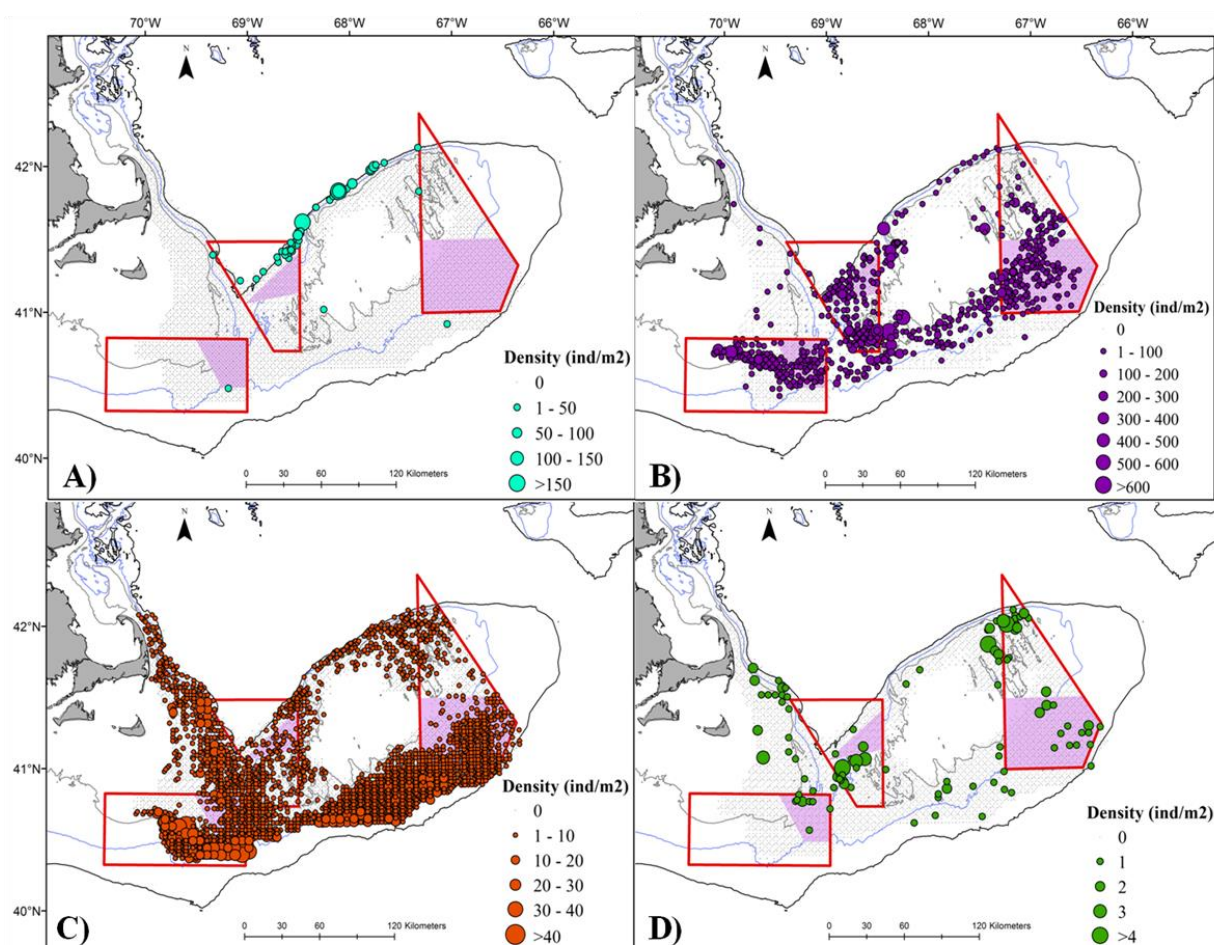 70°W 69°W 68°W 67°W 66°W
70°W 69°W 68°W 67°W 66°W
42°N
41°N
40°N
N
Density (ind/m2)
0
1 - 50
50 - 100
100 - 150
>150
0 30 60 120 Kilometers
A)
N
Density (ind/m2)
0
1 - 100
100 - 200
200 - 300
300 - 400
400 - 500
500 - 600
>600
0 30 60 120 Kilometers
B)
42°N
41°N
40°N
N
Density (ind/m2)
0
1 - 10
10 - 20
20 - 30
30 - 40
>40
0 30 60 120 Kilometers
C)
N
Density (ind/m2)
0
1
2
3
>4
0 30 60 120 Kilometers
D)